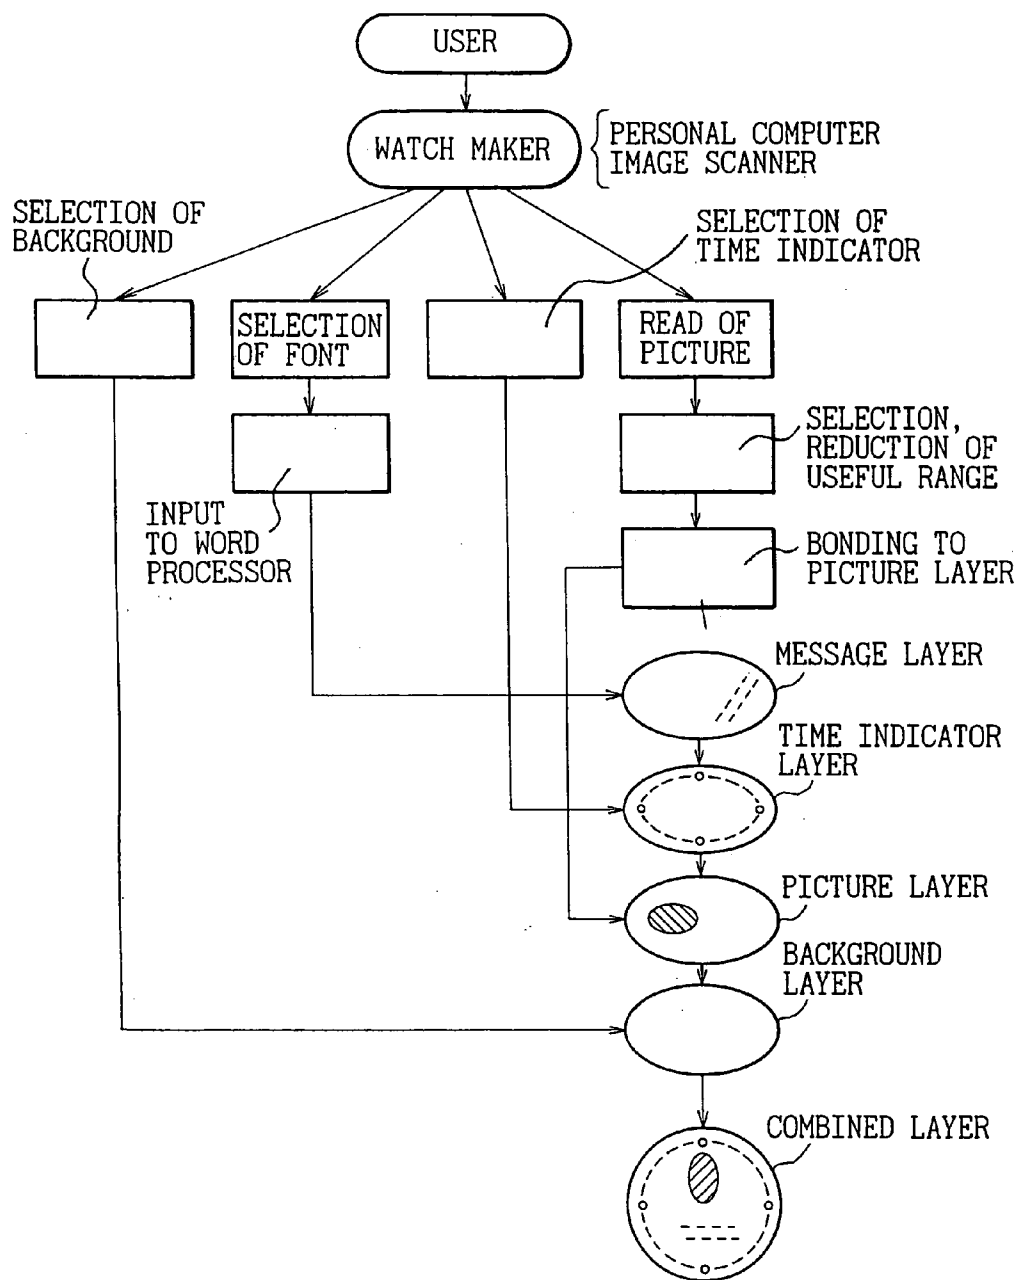 USER
WATCH MAKER
PERSONAL COMPUTER
IMAGE SCANNER
SELECTION OF
BACKGROUND
SELECTION OF
TIME INDICATOR
SELECTION
OF FONT
READ OF
PICTURE
SELECTION,
REDUCTION OF
USEFUL RANGE
INPUT
TO WORD
PROCESSOR
BONDING TO
PICTURE LAYER
MESSAGE LAYER
TIME INDICATOR
LAYER
PICTURE LAYER
BACKGROUND
LAYER
COMBINED LAYER